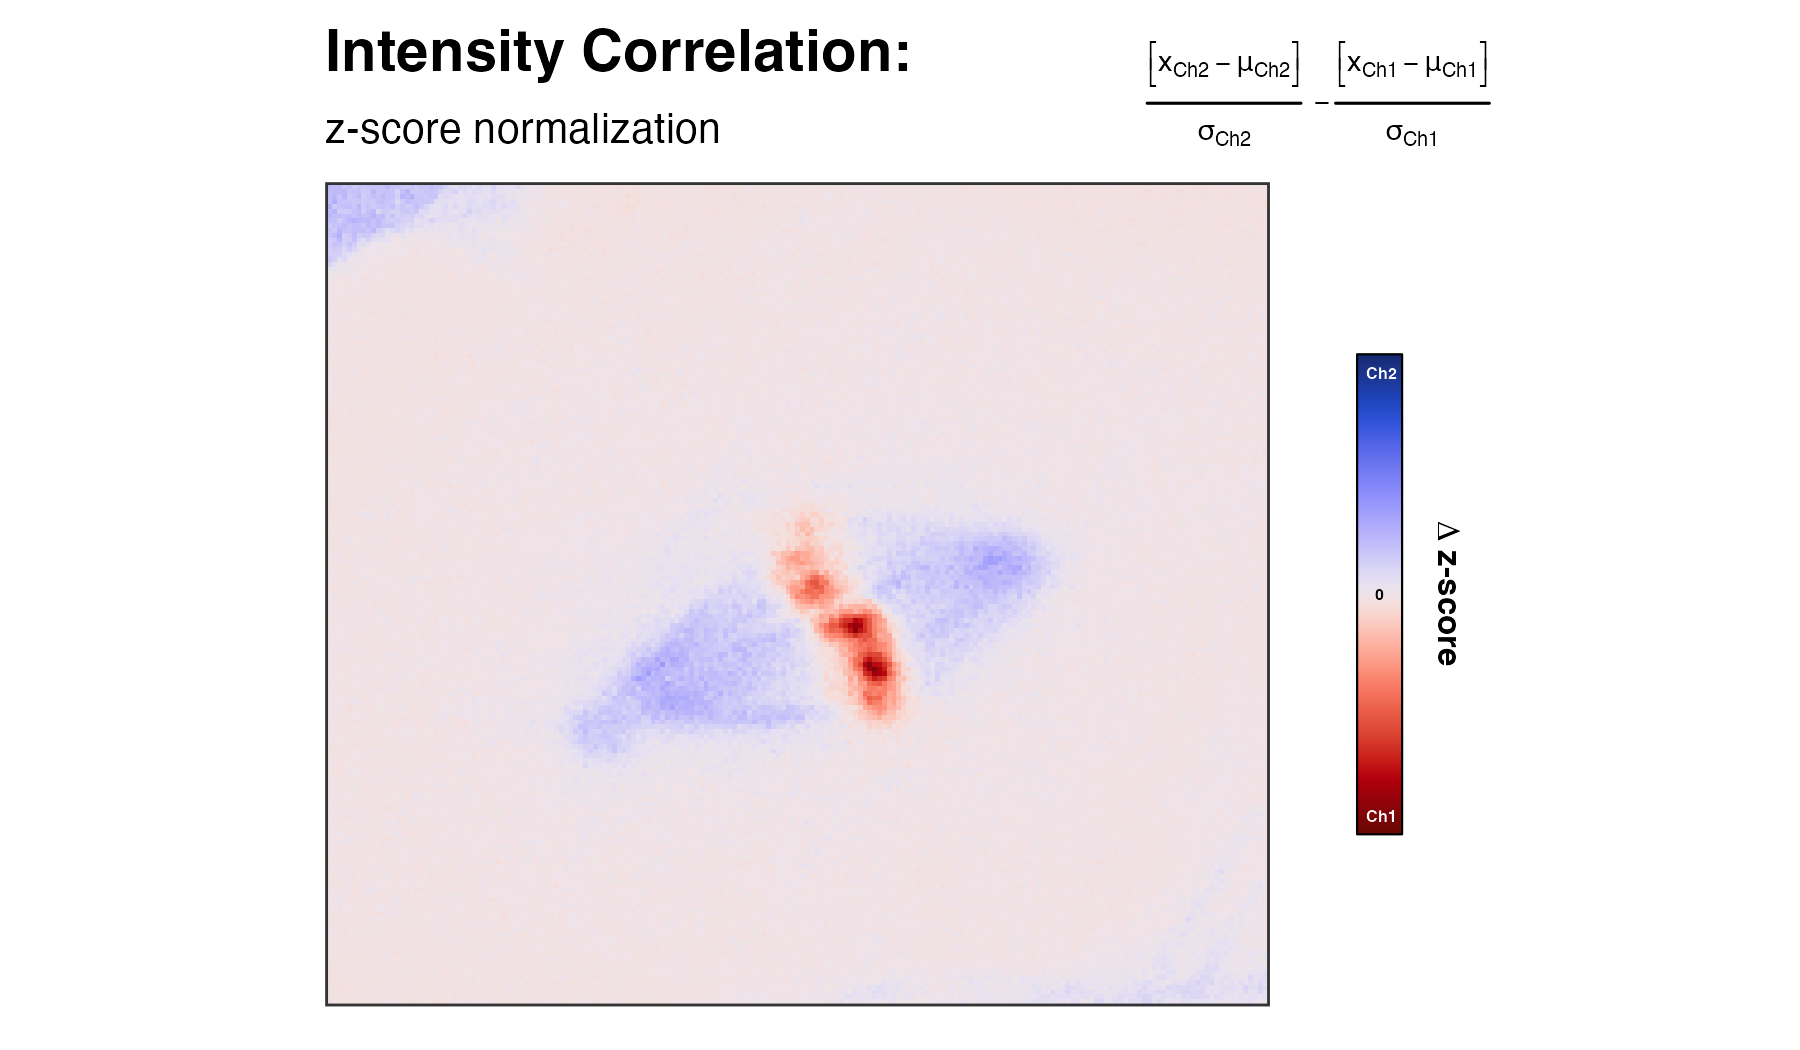 Intensity Correlation:
z-score normalization
[xCh2 – μCh2] [xCh1 – μCh1]
–
σCh2 σCh1
Ch2
0
Ch1
Δ z-score